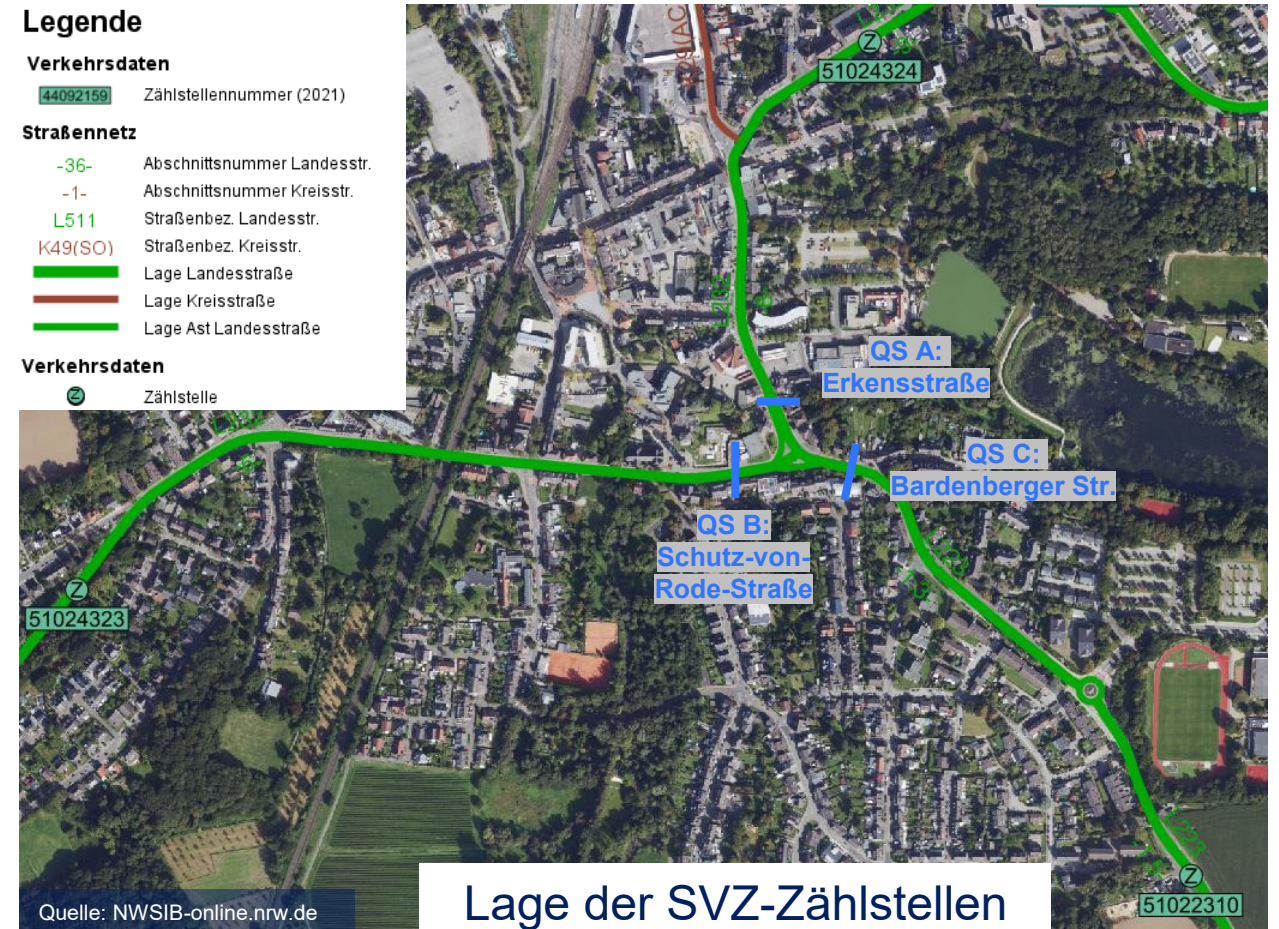 Legende
Verkehrsdaten
44092159 Zählstellennummer (2021)
Straßennetz
-36- Abschnittsnummer Landesstr.
-1- Abschnittsnummer Kreisstr.
L511 Straßenbez. Landesstr.
K49(SO) Straßenbez. Kreisstr.
Lage Landesstraße
Lage Kreisstraße
Lage Ast Landesstraße
Verkehrsdaten
Z Zählstelle
Z
51024324
QS A:
Erkensstraße
QS C:
Bardenberger Str.
QS B:
Schutz-von-
Rode-Straße
Z
51024323
L223
Z
51022310
Quelle: NWSIB-online.nrw.de
Lage der SVZ-Zählstellen